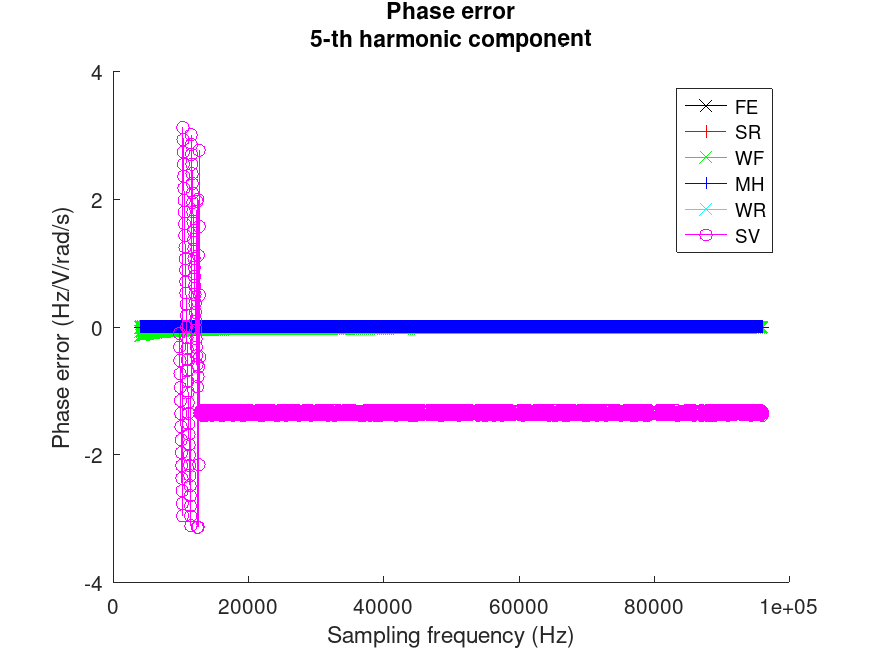 Phase error
5-th harmonic component
4
2
0
-2
-4
0
20000
40000
60000
80000
1e+05
Phase error (Hz/V/rad/s)
Sampling frequency (Hz)
FE
SR
WF
MH
WR
SV